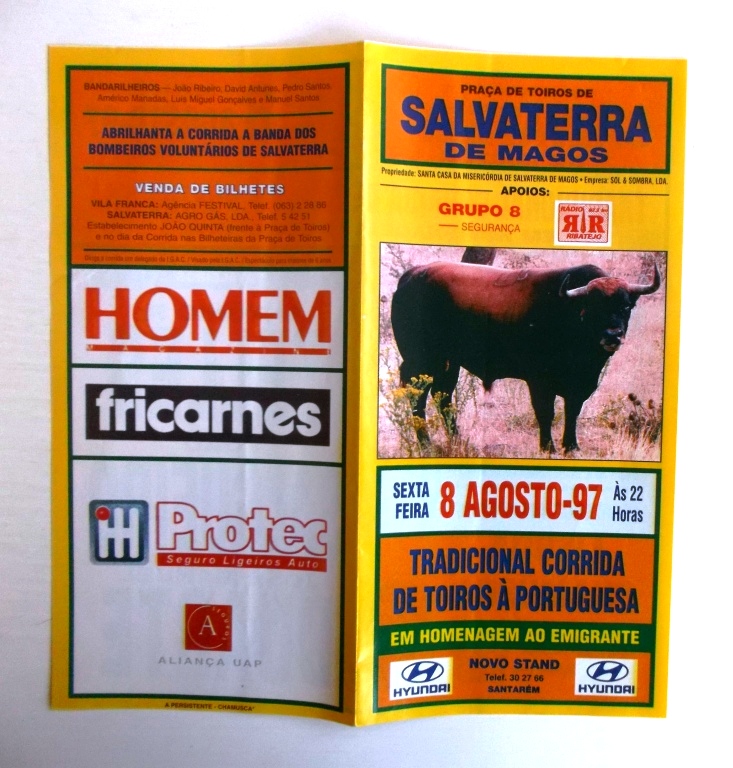 BANDARILHEIROS — João Ribeiro, David Antunes, Pedro Santos,
Américo Manadas, Luis Miguel Gonçalves e Manuel Santos
ABRILHANTA A CORRIDA A BANDA DOS
BOMBEIROS VOLUNTÁRIOS DE SALVATERRA
VENDA DE BILHETES
VILA FRANCA: Agência FESTIVAL, Telef. (063) 2 26 86
SALVATERRA: AGRO GÁS, LDA., Telef. 5 42 51
Estabelecimento JOÃO QUINTA (frente à Praça de Toiros)
e no dia da Corrida nas Bilheteiras da Praça de Toiros
HOMEM
MAGAZINE
fricarnes
Protec
Seguro Ligeiros Auto
A
ALIANÇA UAP
A PERSISTENTE - CHAMUSCA
PRAÇA DE TOIROS DE
SALVATERRA
DE MAGOS
Propriedade: SANTA CASA DA MISERICÓRDIA DE SALVATERRA DE MAGOS • Empresa: SOL & SOMBRA, LDA.
APOIOS:
GRUPO 8
SEGURANÇA
RÁDIO
RIBATEJO
SEXTA
FEIRA
8 AGOSTO-97
Às 22
Horas
TRADICIONAL CORRIDA
DE TOIROS À PORTUGUESA
EM HOMENAGEM AO EMIGRANTE
HYUNDAI
NOVO STAND
Telef. 30 27 66
SANTARÉM
HYUNDAI